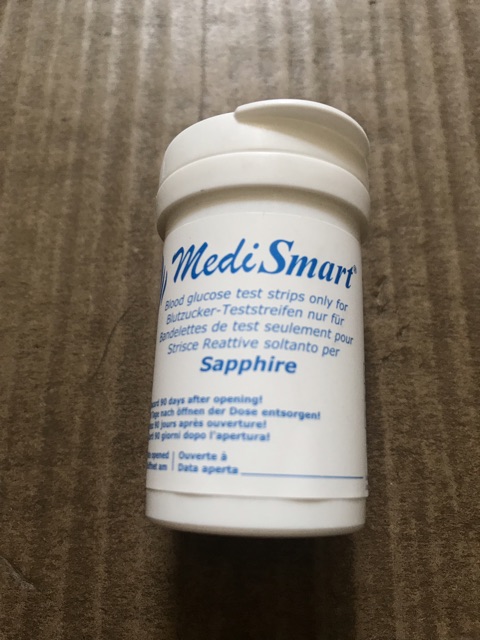 MediSmart®
Blood glucose test strips only for
Blutzucker-Teststreifen nur für
Bandelettes de test seulement pour
Strisce Reattive soltanto per
Sapphire
90 days after opening!
nach öffnen der Dose entsorgen!
90 jours après ouverture!
90 giorni dopo l'apertura!
opened | Ouverte à
am | Data aperta